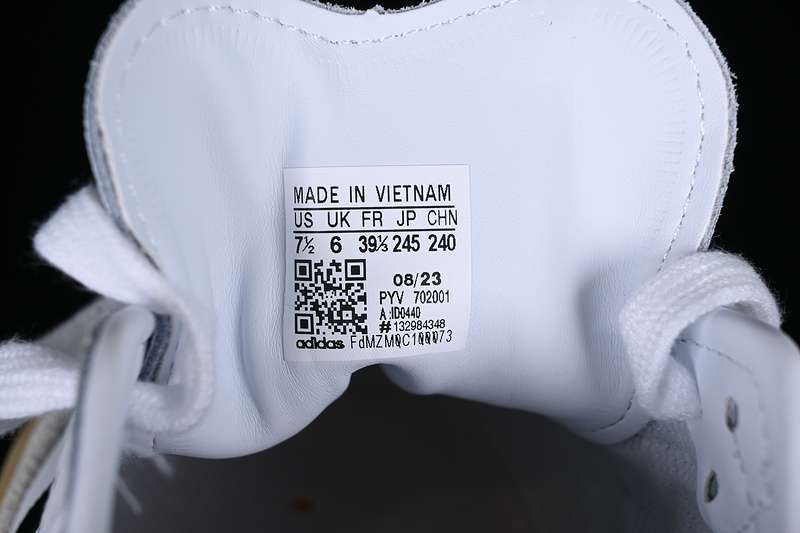 MADE IN VIETNAM
US UK FR JP CHN
7½ 6 39⅓ 245 240
08/23
PYV 702001
A:ID0440
#132984348
adidas FdMZM0C100073